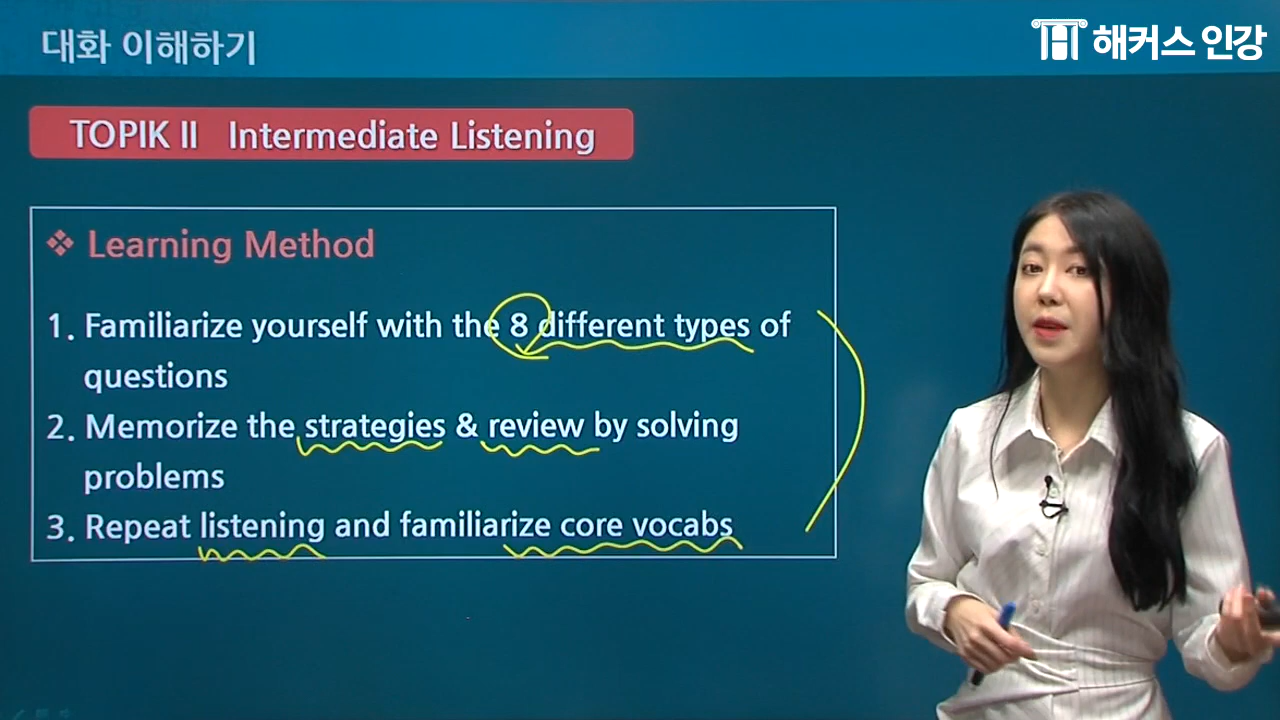 대화 이해하기
해커스 인강
TOPIK II Intermediate Listening
❖ Learning Method
1. Familiarize yourself with the 8 different types of
questions
2. Memorize the strategies & review by solving
problems
3. Repeat listening and familiarize core vocabs